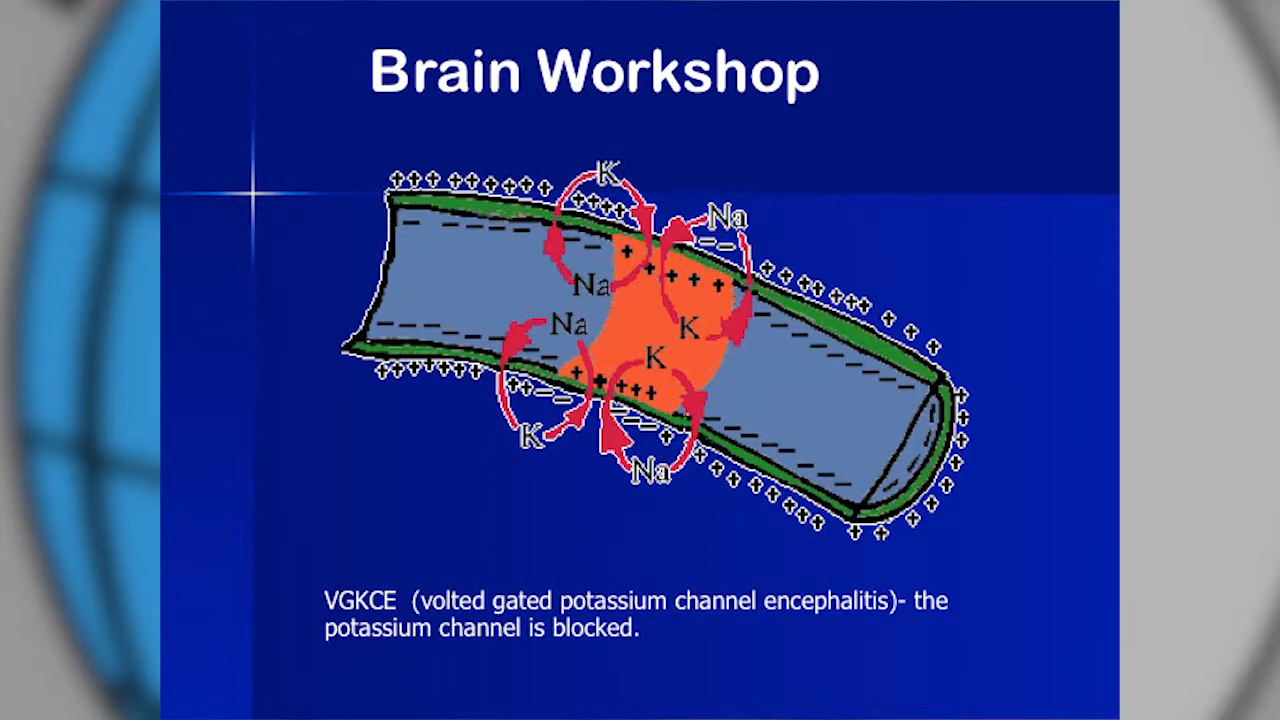 Brain Workshop
K
Na
Na
Na
K
K
K
Na
VGKCE (volted gated potassium channel encephalitis)- the
potassium channel is blocked.